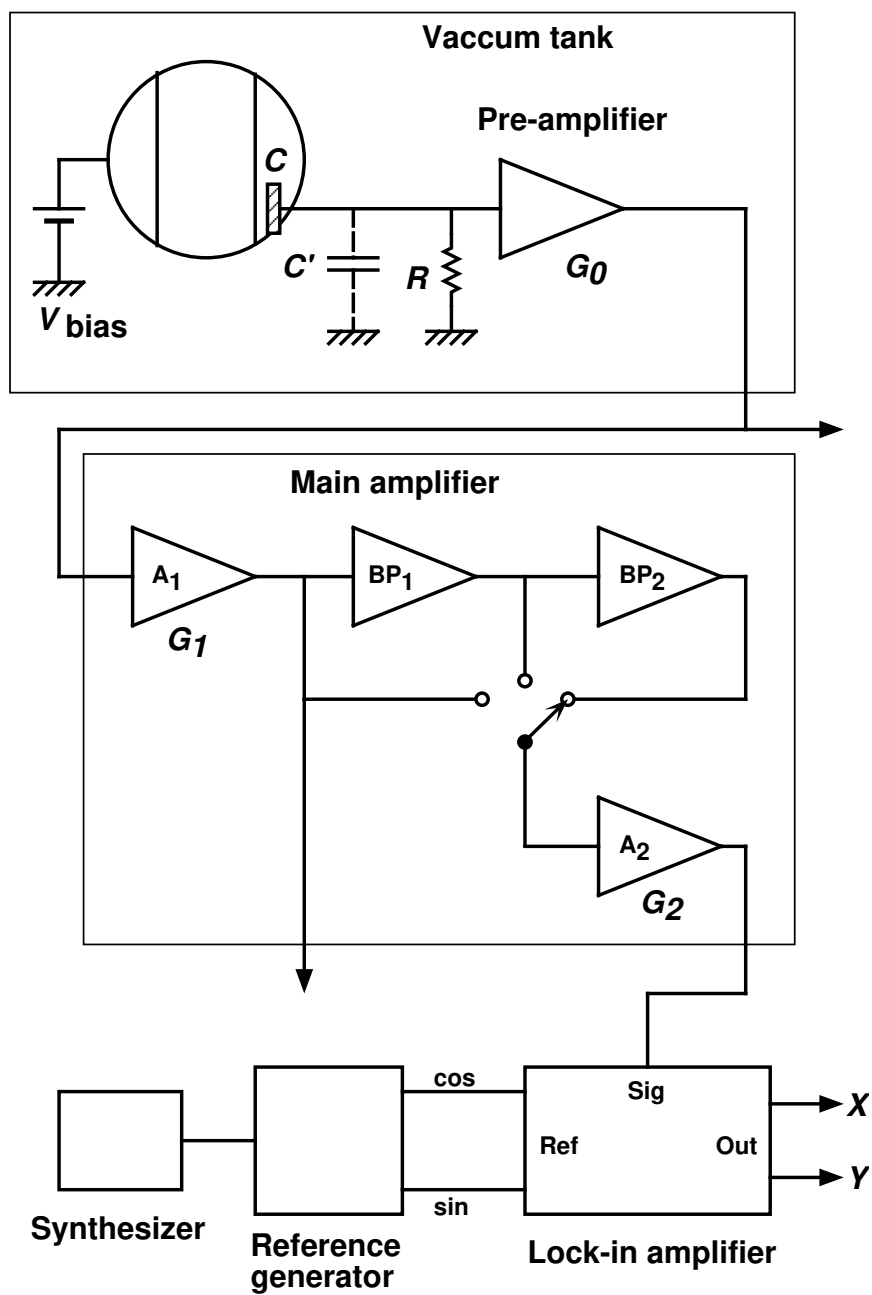 Vaccum tank
Pre-amplifier
C
C'
R
G0
V bias
Main amplifier
A1
BP1
BP2
G1
A2
G2
cos
Sig
X
Ref
Out
Y
sin
Synthesizer
Reference
generator
Lock-in amplifier